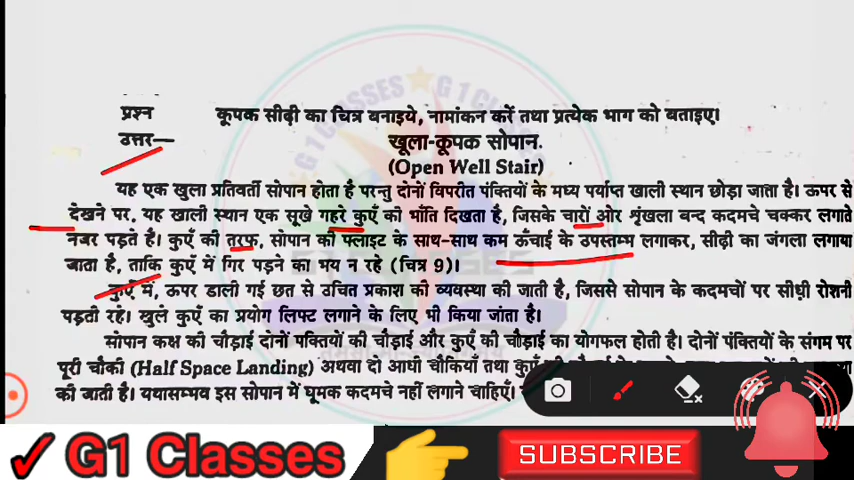 प्रश्न कूपक सीढ़ी का चित्र बनाइये, नामांकन करें तथा प्रत्येक भाग को बताइए।
उत्तर— खुला-कूपक सोपान.
(Open Well Stair)
यह एक खुला प्रतिवर्ती सोपान होता है परन्तु दोनों विपरीत पंक्तियों के मध्य पर्याप्त खाली स्थान छोड़ा जाता है। ऊपर से
देखने पर, यह खाली स्थान एक सूखे गहरे कुएँ की भाँति दिखता है, जिसके चारों ओर शृंखला बन्द कदमचे चक्कर लगाते
नजर पड़ते हैं। कुएँ की तरफ, सोपान की फ्लाइट के साथ-साथ कम ऊँचाई के उपस्तम्भ लगाकर, सीढ़ी का जंगला लगाया
जाता है, ताकि कुएँ में गिर पड़ने का भय न रहे (चित्र 9)।
कुएँ में, ऊपर डाली गई छत से उचित प्रकाश की व्यवस्था की जाती है, जिससे सोपान के कदमचों पर सीधी रोशनी
पड़ती रहे। खुले कुएँ का प्रयोग लिफ्ट लगाने के लिए भी किया जाता है।
सोपान कक्ष की चौड़ाई दोनों पंक्तियों की चौड़ाई और कुएँ की चौड़ाई का योगफल होती है। दोनों पंक्तियों के संगम पर
पूरी चौकी (Half Space Landing) अथवा दो आधी चौकियाँ तथा कुएँ की
की जाती है। यथासम्भव इस सोपान में घूमक कदमचे नहीं लगाने चाहिएँ।
G1 CLASSES
G1 CLASSES
G1 Classes
SUBSCRIBE